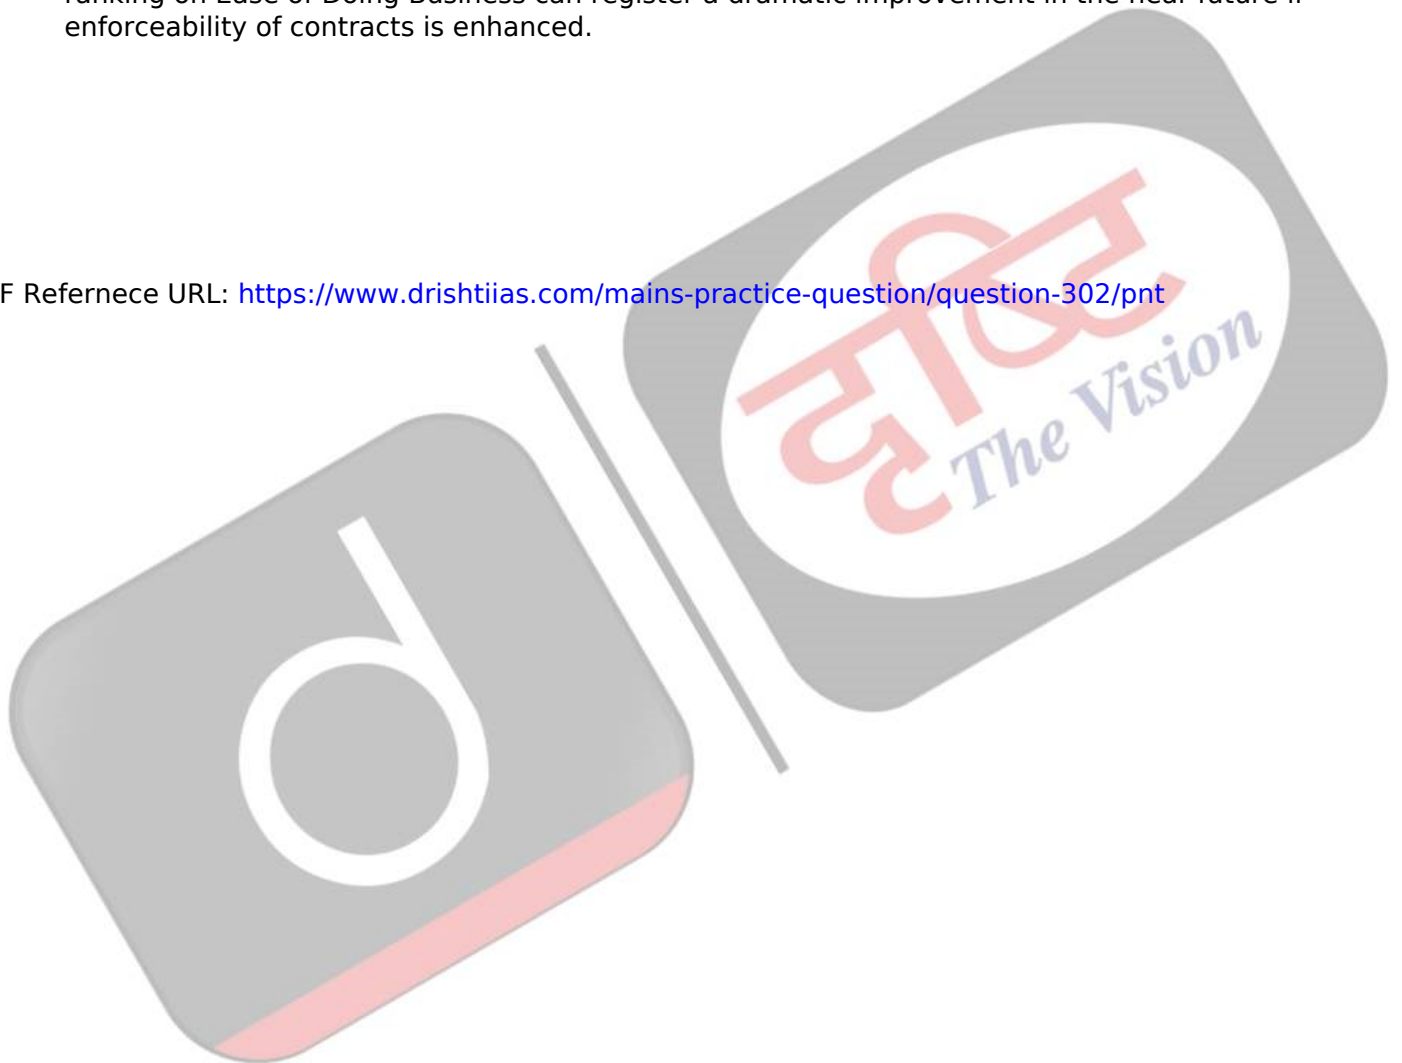 ranking on Ease of Doing Business can register a dramatic improvement in the near future if
enforceability of contracts is enhanced.
F Refernece URL: https://www.drishtiias.com/mains-practice-question/question-302/pnt
दृष्टि
The Vision
d